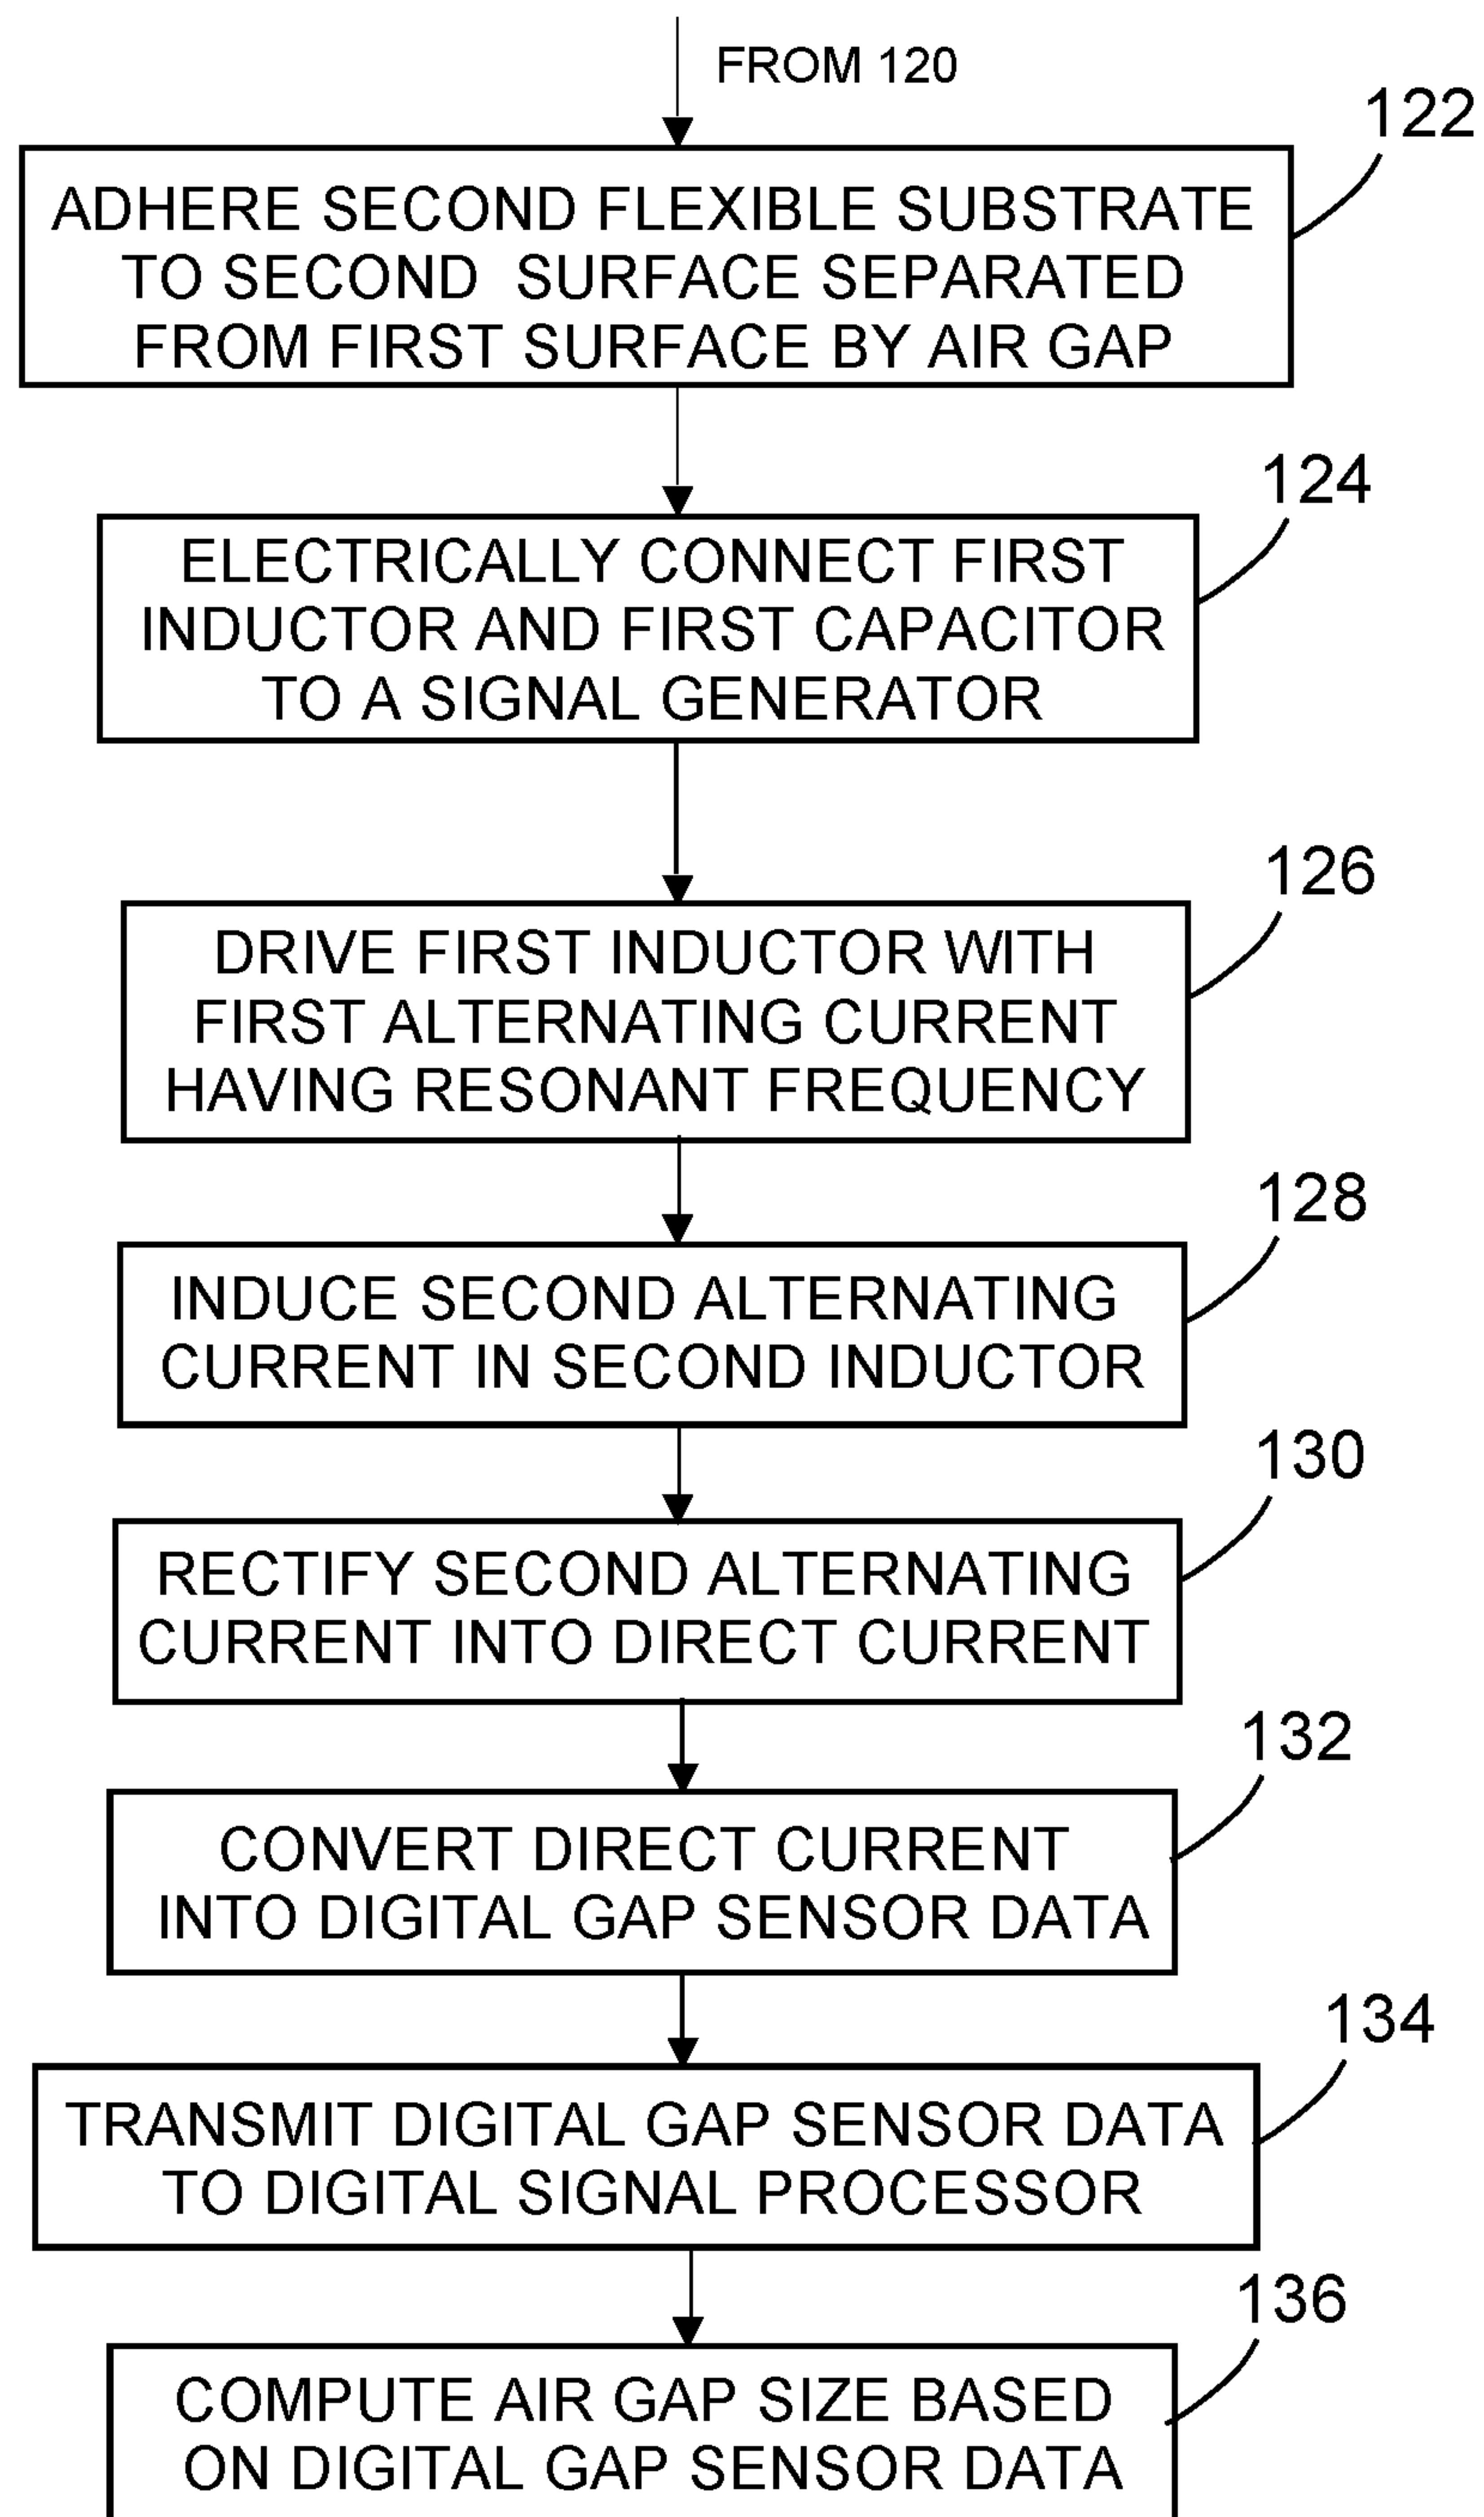 FROM 120
122
ADHERE SECOND FLEXIBLE SUBSTRATE
TO SECOND SURFACE SEPARATED
FROM FIRST SURFACE BY AIR GAP
124
ELECTRICALLY CONNECT FIRST
INDUCTOR AND FIRST CAPACITOR
TO A SIGNAL GENERATOR
126
DRIVE FIRST INDUCTOR WITH
FIRST ALTERNATING CURRENT
HAVING RESONANT FREQUENCY
128
INDUCE SECOND ALTERNATING
CURRENT IN SECOND INDUCTOR
130
RECTIFY SECOND ALTERNATING
CURRENT INTO DIRECT CURRENT
132
CONVERT DIRECT CURRENT
INTO DIGITAL GAP SENSOR DATA
134
TRANSMIT DIGITAL GAP SENSOR DATA
TO DIGITAL SIGNAL PROCESSOR
136
COMPUTE AIR GAP SIZE BASED
ON DIGITAL GAP SENSOR DATA